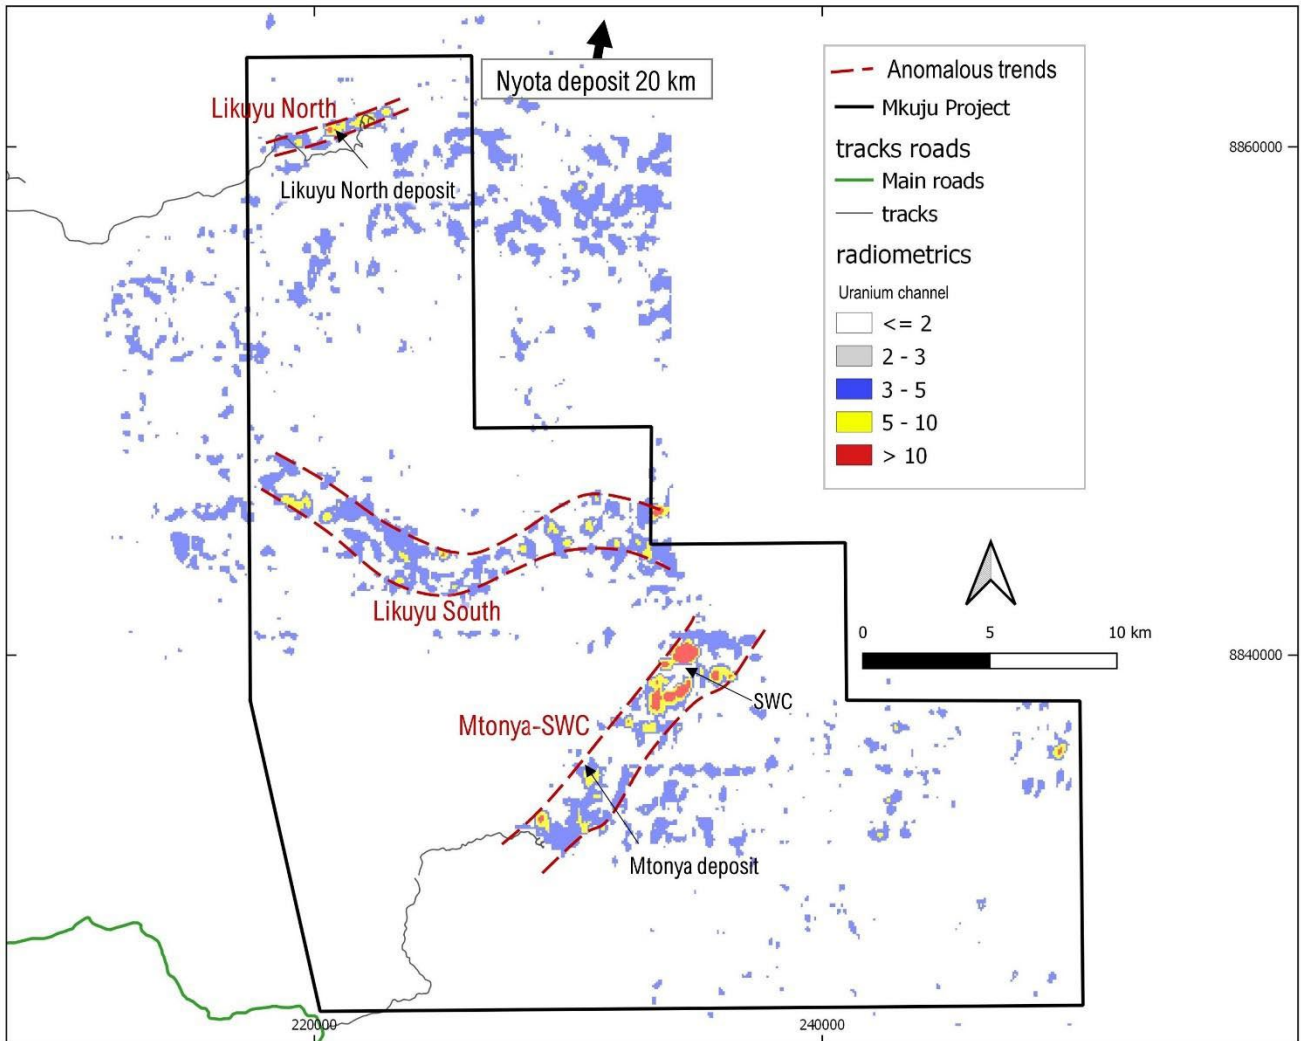 Nyota deposit 20 km
Likuyu North
Likuyu North deposit
Anomalous trends
Mkuju Project
tracks roads
Main roads
tracks
radiometrics
Uranium channel
<= 2
2 - 3
3 - 5
5 - 10
> 10
8860000
Likuyu South
0 5 10 km
8840000
SWC
Mtonya-SWC
Mtonya deposit
220000
240000